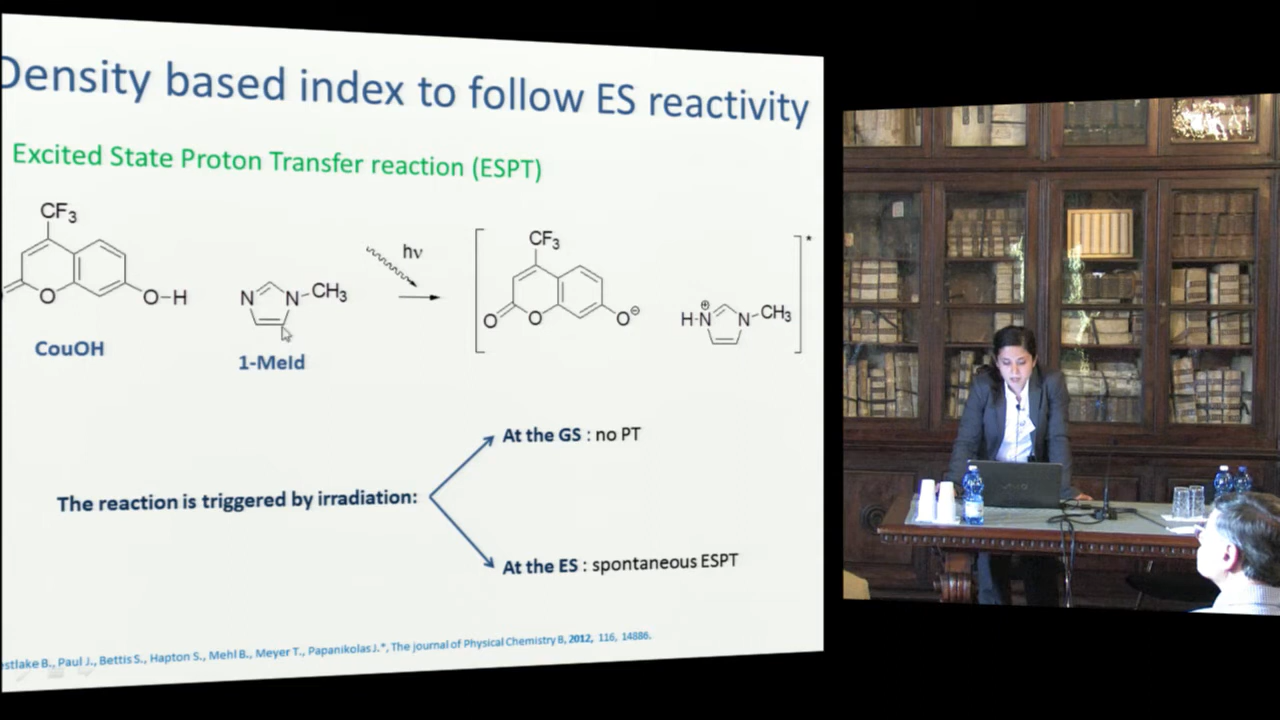 Density based index to follow ES reactivity
Excited State Proton Transfer reaction (ESPT)
CF3
O
O-H
CouOH
N
N-CH3
1-MeId
hν
CF3
O
O
O⊖
*
H-N⊕
N-CH3
At the GS : no PT
The reaction is triggered by irradiation:
At the ES : spontaneous ESPT
B., Paul J., Bettis S., Hapton S., Mehl B., Meyer T., Papanikolas J.*, The journal of Physical Chemistry B, 2012, 116, 14886.
VAIO